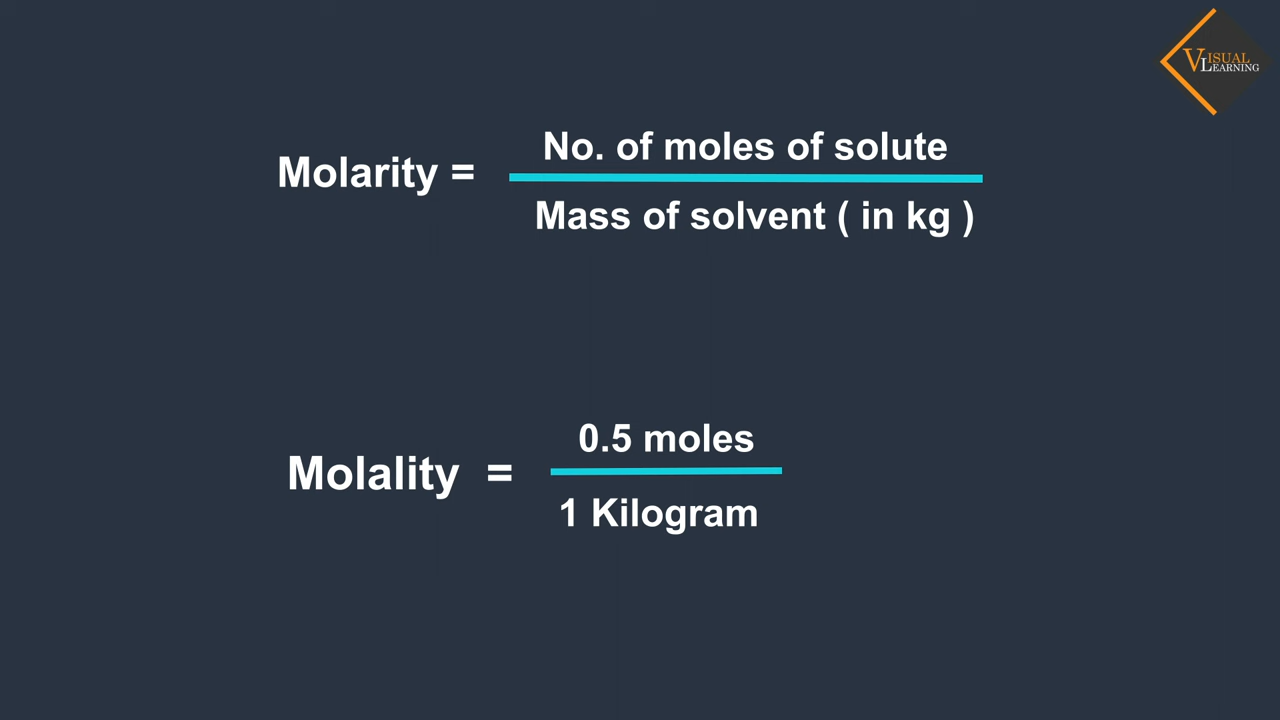 VISUAL
LEARNING
No. of moles of solute
Molarity =
Mass of solvent ( in kg )
0.5 moles
Molality =
1 Kilogram